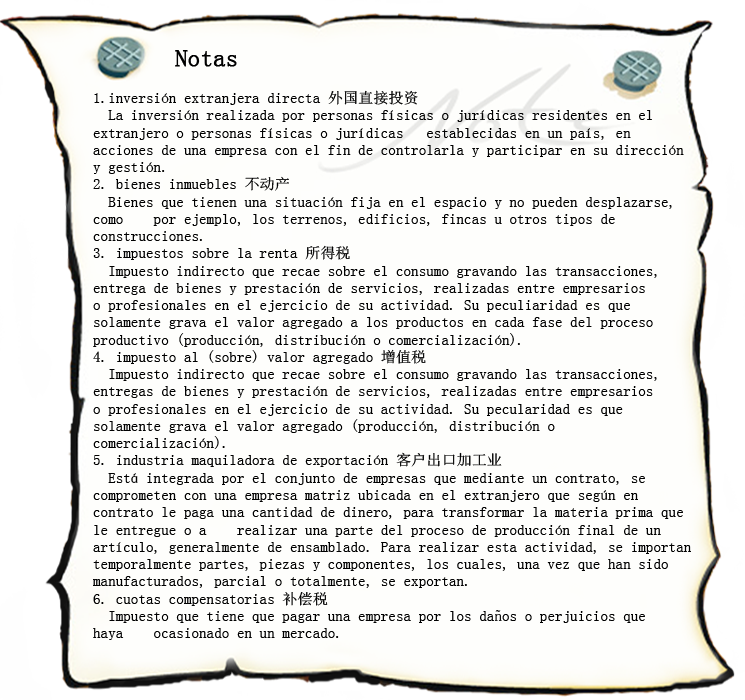 Notas
1.inversión extranjera directa 外国直接投资
La inversión realizada por personas físicas o jurídicas residentes en el
extranjero o personas físicas o jurídicas establecidas en un país, en
acciones de una empresa con el fin de controlarla y participar en su dirección
y gestión.
2. bienes inmuebles 不动产
Bienes que tienen una situación fija en el espacio y no pueden desplazarse,
como por ejemplo, los terrenos, edificios, fincas u otros tipos de
construcciones.
3. impuestos sobre la renta 所得税
Impuesto indirecto que recae sobre el consumo gravando las transacciones,
entrega de bienes y prestación de servicios, realizadas entre empresarios
o profesionales en el ejercicio de su actividad. Su peculiaridad es que
solamente grava el valor agregado a los productos en cada fase del proceso
productivo (producción, distribución o comercialización).
4. impuesto al (sobre) valor agregado 增值税
Impuesto indirecto que recae sobre el consumo gravando las transacciones,
entregas de bienes y prestación de servicios, realizadas entre empresarios
o profesionales en el ejercicio de su actividad. Su pecularidad es que
solamente grava el valor agregado (producción, distribución o
comercialización).
5. industria maquiladora de exportación 客户出口加工业
Está integrada por el conjunto de empresas que mediante un contrato, se
comprometen con una empresa matriz ubicada en el extranjero que según en
contrato le paga una cantidad de dinero, para transformar la materia prima que
le entregue o a realizar una parte del proceso de producción final de un
artículo, generalmente de ensamblado. Para realizar esta actividad, se importan
temporalmente partes, piezas y componentes, los cuales, una vez que han sido
manufacturados, parcial o totalmente, se exportan.
6. cuotas compensatorias 补偿税
Impuesto que tiene que pagar una empresa por los daños o perjuicios que
haya ocasionado en un mercado.